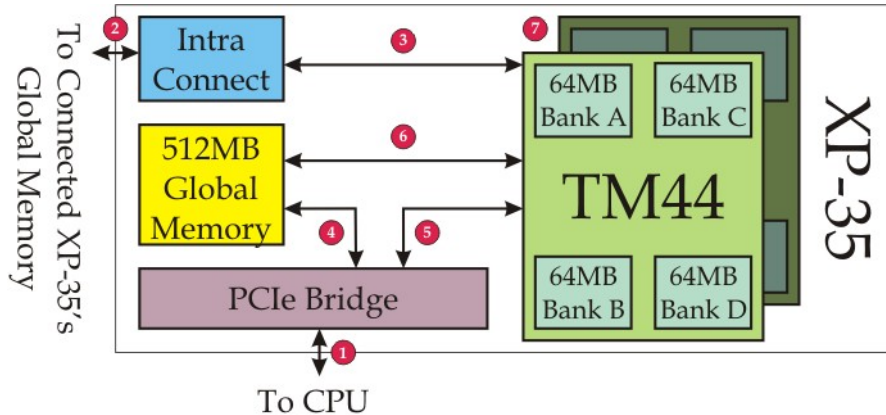 To Connected XP-35's
Global Memory
2
Intra
Connect
3
7
512MB
Global
Memory
6
4
5
PCIe Bridge
1
To CPU
64MB
Bank A
64MB
Bank C
TM44
64MB
Bank B
64MB
Bank D
XP-35